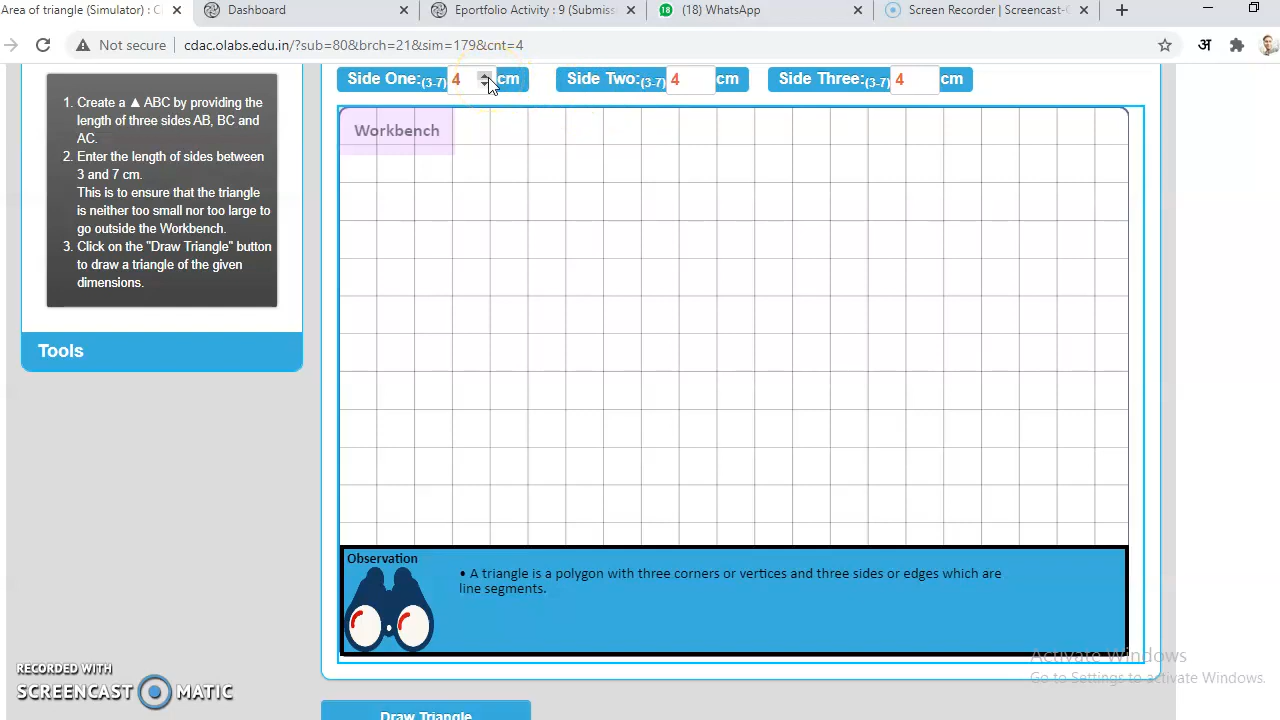 Area of triangle (Simulator) : C
Dashboard
Eportfolio Activity : 9 (Submiss
(18) WhatsApp
Screen Recorder | Screencast-
Not secure
cdac.olabs.edu.in/?sub=80&brch=21&sim=179&cnt=4
अ
Side One:(3-7) 4 cm
Side Two:(3-7) 4 cm
Side Three:(3-7) 4 cm
1. Create a ▲ ABC by providing the
length of three sides AB, BC and
AC.
2. Enter the length of sides between
3 and 7 cm.
This is to ensure that the triangle
is neither too small nor too large to
go outside the Workbench.
3. Click on the "Draw Triangle" button
to draw a triangle of the given
dimensions.
Tools
Workbench
Observation
• A triangle is a polygon with three corners or vertices and three sides or edges which are
line segments.
Draw Triangle
RECORDED WITH
SCREENCAST MATIC
Activate Windows
Go to Settings to activate Windows.